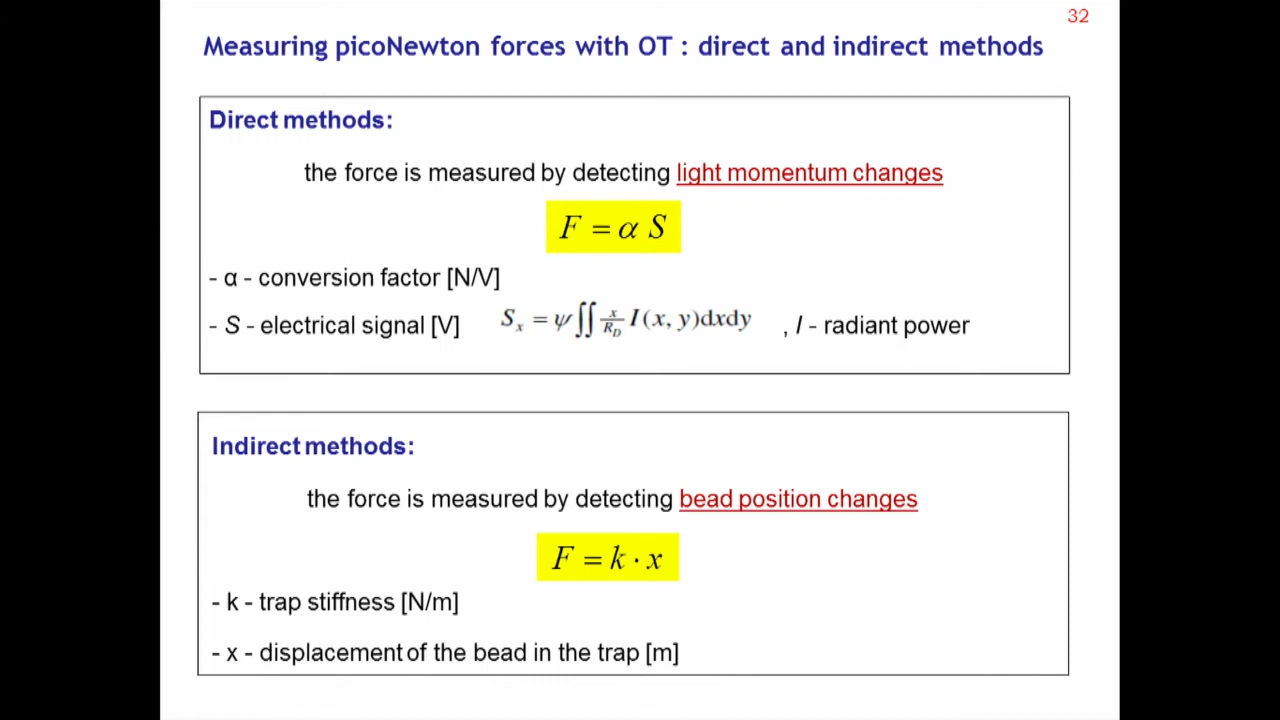 32
Measuring picoNewton forces with OT : direct and indirect methods
Direct methods:
the force is measured by detecting light momentum changes
F = α S
- α - conversion factor [N/V]
- S - electrical signal [V] Sₓ = ψ∬ x/R_D I(x, y)dxdy , I - radiant power
Indirect methods:
the force is measured by detecting bead position changes
F = k · x
- k - trap stiffness [N/m]
- x - displacement of the bead in the trap [m]